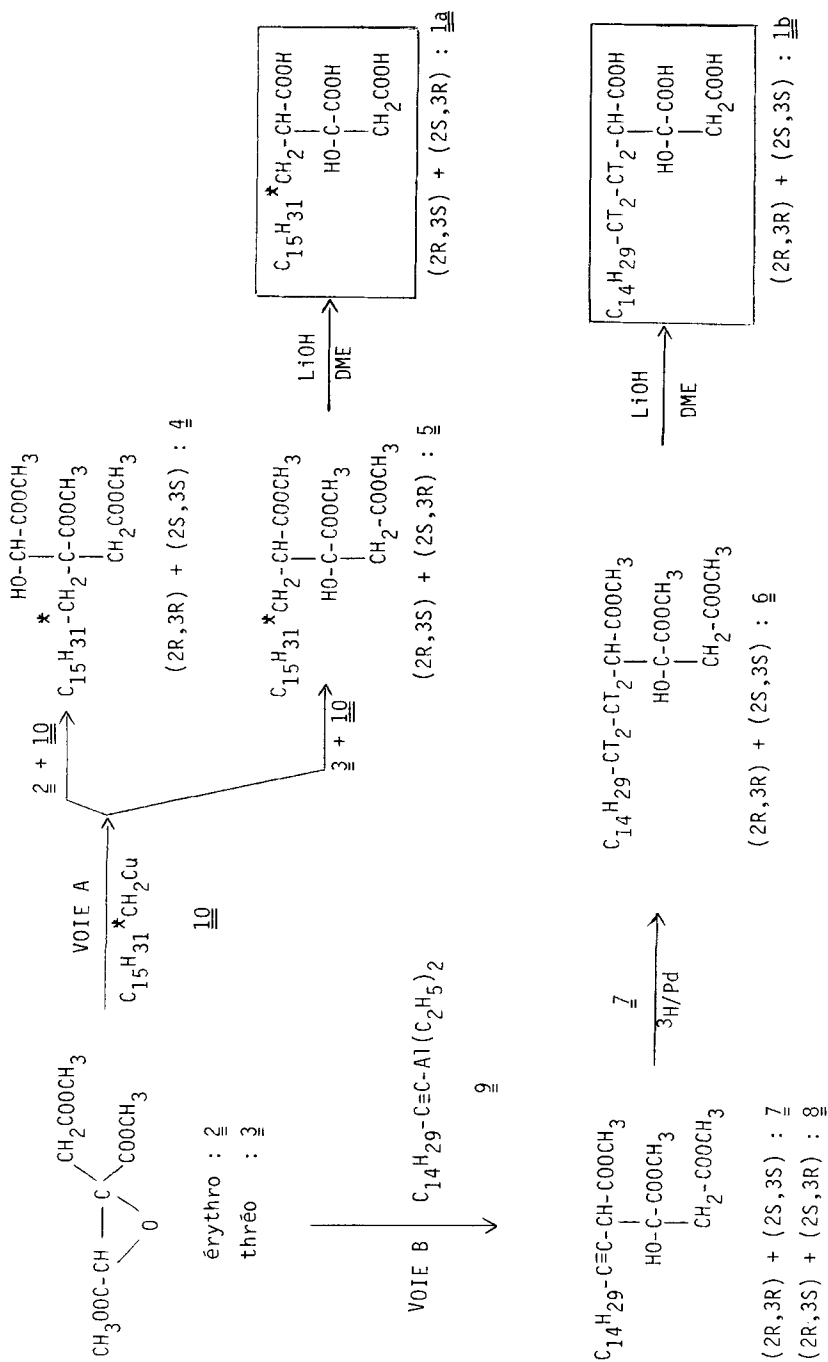 CH₃OOC-CH — C
CH₂COOCH₃
COOCH₃
O
érythro : 2
thréo : 3
VOIE A
C₁₅H₃₁*CH₂Cu
10
2 + 10
3 + 10
HO-CH-COOCH₃
C₁₅H₃₁*-CH₂-C-COOCH₃
CH₂COOCH₃
(2R,3R) + (2S,3S) : 4
C₁₅H₃₁*CH₂-CH-COOCH₃
HO-C-COOCH₃
CH₂-COOCH₃
(2R,3S) + (2S,3R) : 5
LiOH
DME
C₁₅H₃₁*CH₂-CH-COOH
HO-C-COOH
CH₂COOH
(2R,3S) + (2S,3R) : 1a
VOIE B
C₁₄H₂₉-C≡C-Al(C₂H₅)₂
9
C₁₄H₂₉-C≡C-CH-COOCH₃
HO-C-COOCH₃
CH₂-COOCH₃
(2R,3R) + (2S,3S) : 7
(2R,3S) + (2S,3R) : 8
7
³H/Pd
C₁₄H₂₉-CT₂-CT₂-CH-COOCH₃
HO-C-COOCH₃
CH₂-COOCH₃
(2R,3R) + (2S,3S) : 6
LiOH
DME
C₁₄H₂₉-CT₂-CT₂-CH-COOH
HO-C-COOH
CH₂COOH
(2R,3R) + (2S,3S) : 1b